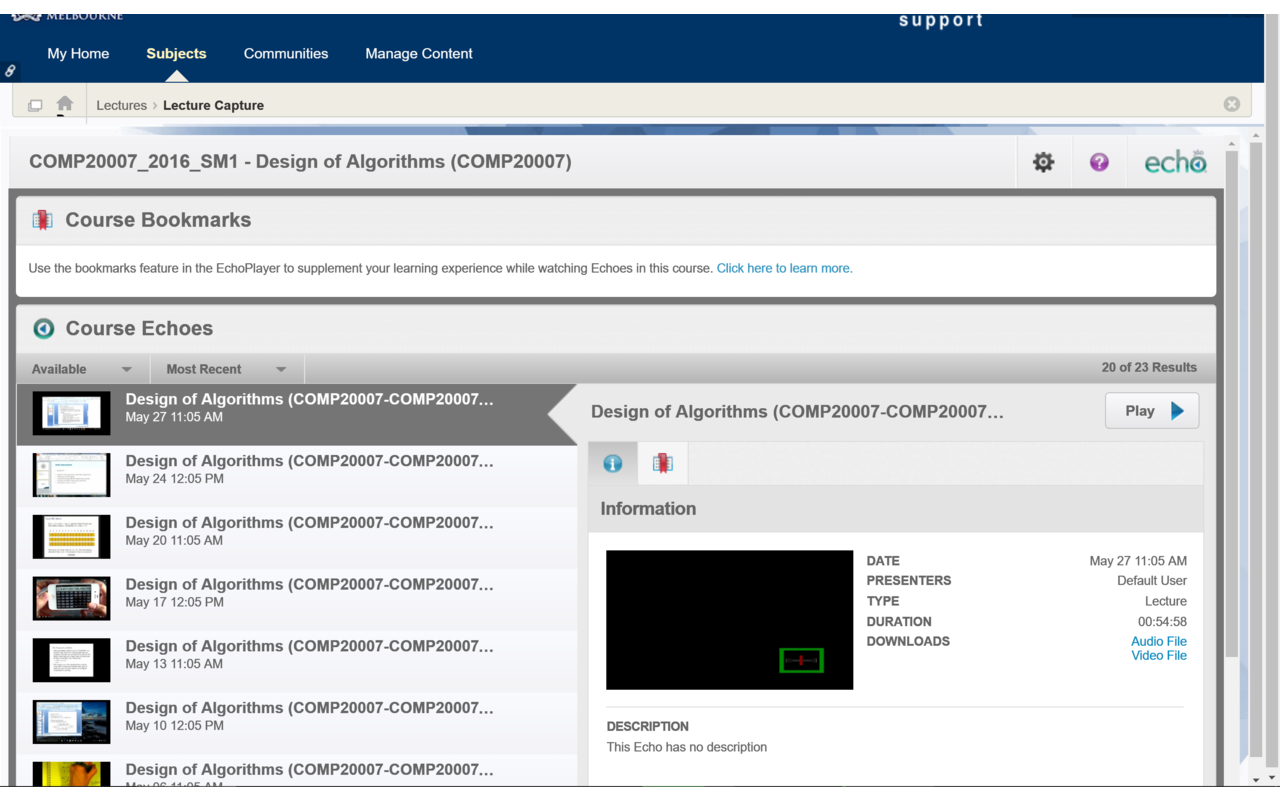 MELBOURNE
support
My Home Subjects Communities Manage Content
Lectures > Lecture Capture
COMP20007_2016_SM1 - Design of Algorithms (COMP20007)
echo
Course Bookmarks
Use the bookmarks feature in the EchoPlayer to supplement your learning experience while watching Echoes in this course. Click here to learn more.
Course Echoes
Available Most Recent 20 of 23 Results
Design of Algorithms (COMP20007-COMP20007...
May 27 11:05 AM
Design of Algorithms (COMP20007-COMP20007...
May 24 12:05 PM
Design of Algorithms (COMP20007-COMP20007...
May 20 11:05 AM
Design of Algorithms (COMP20007-COMP20007...
May 17 12:05 PM
Design of Algorithms (COMP20007-COMP20007...
May 13 11:05 AM
Design of Algorithms (COMP20007-COMP20007...
May 10 12:05 PM
Design of Algorithms (COMP20007-COMP20007...
May 06 11:05 AM
Design of Algorithms (COMP20007-COMP20007...
Play
Information
DATE May 27 11:05 AM
PRESENTERS Default User
TYPE Lecture
DURATION 00:54:58
DOWNLOADS Audio File
Video File
DESCRIPTION
This Echo has no description